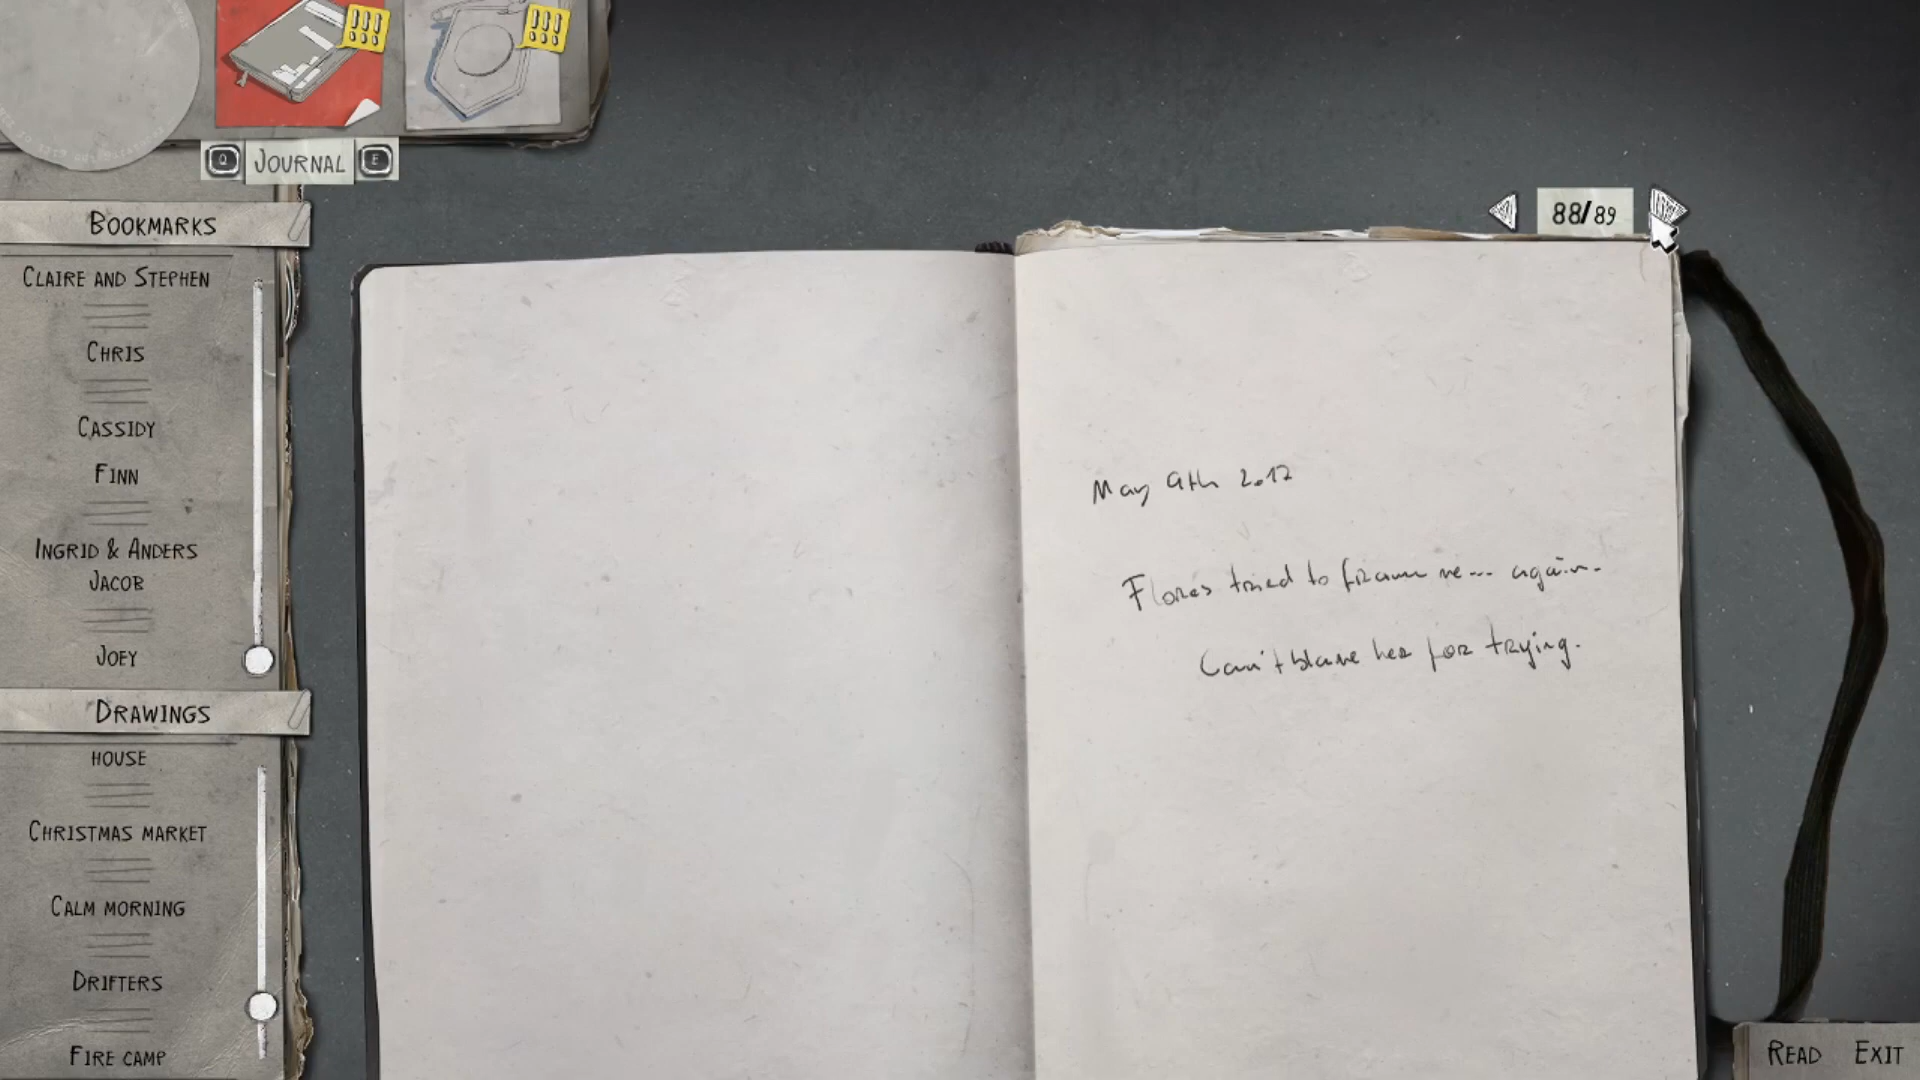 Q JOURNAL E
BOOKMARKS
CLAIRE AND STEPHEN
CHRIS
CASSIDY
FINN
INGRID & ANDERS
JACOB
JOEY
DRAWINGS
HOUSE
CHRISTMAS MARKET
CALM MORNING
DRIFTERS
FIRE CAMP
88/89
May 9th 2017
Flores tried to frame me... again.
Can't blame her for trying.
READ EXIT